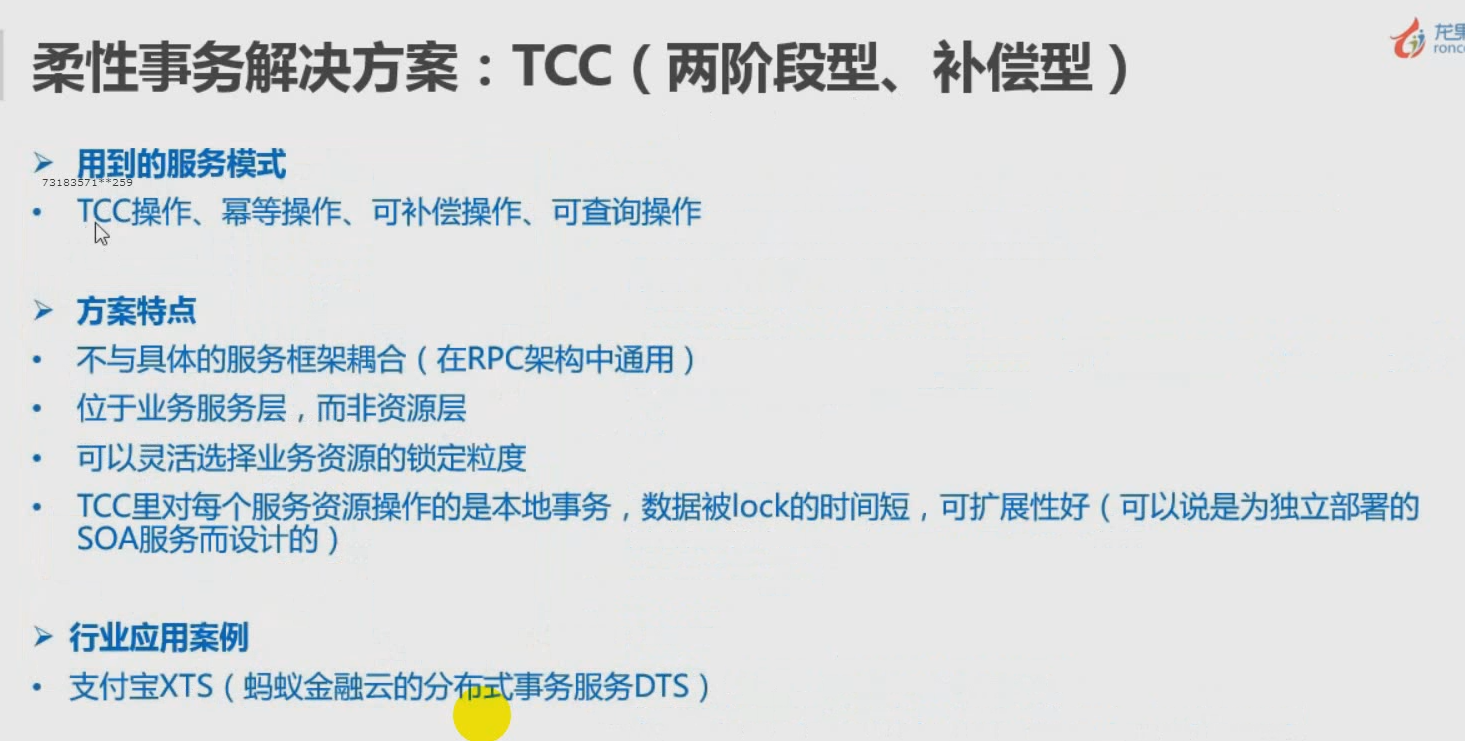 柔性事务解决方案：TCC（两阶段型、补偿型）
龙果
ronco
➢ 用到的服务模式
73183571**259
• TCC操作、幂等操作、可补偿操作、可查询操作
➢ 方案特点
• 不与具体的服务框架耦合（在RPC架构中通用）
• 位于业务服务层，而非资源层
• 可以灵活选择业务资源的锁定粒度
• TCC里对每个服务资源操作的是本地事务，数据被lock的时间短，可扩展性好（可以说是为独立部署的
SOA服务而设计的）
➢ 行业应用案例
• 支付宝XTS（蚂蚁金融云的分布式事务服务DTS）